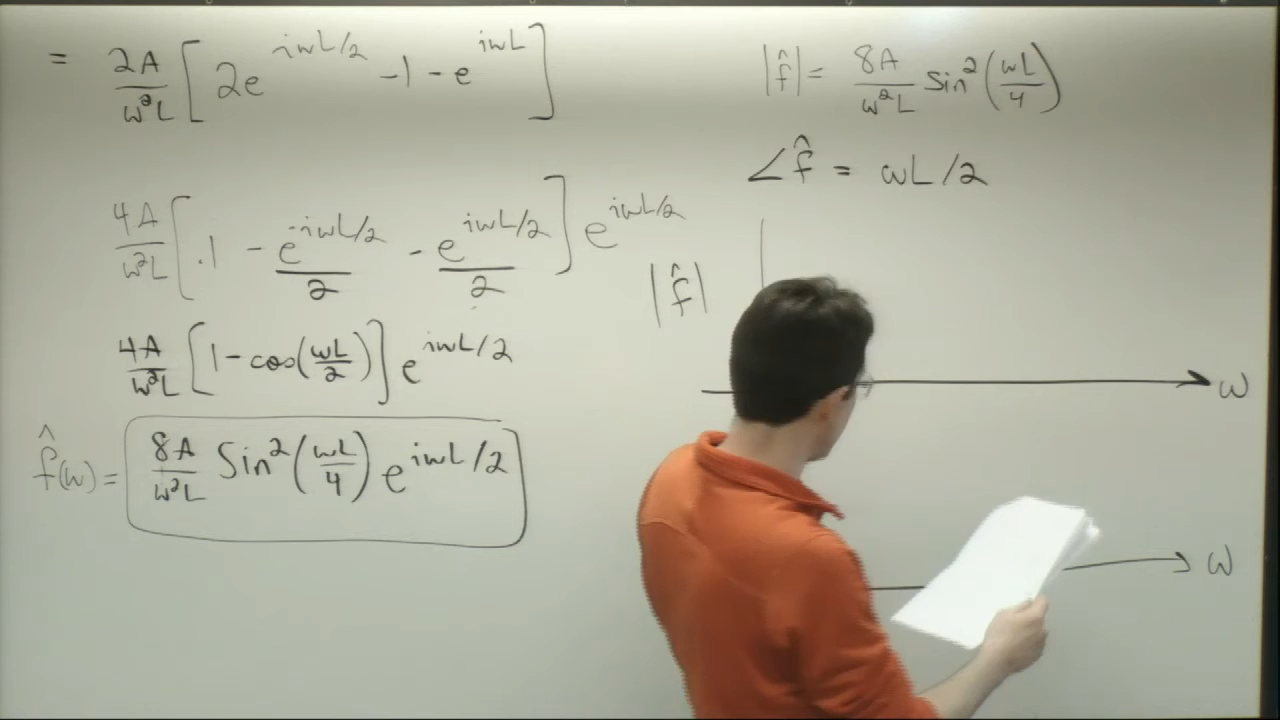 = 2A/ω²L [ 2e^{iωL/2} - 1 - e^{iωL} ]
4A/ω²L [ 1 - e^{-iωL/2}/2 - e^{iωL/2}/2 ] e^{iωL/2}
4A/ω²L [ 1 - cos(ωL/2) ] e^{iωL/2}
f̂(ω) = 8A/ω²L Sin²(ωL/4) e^{iωL/2}
|f̂| = 8A/ω²L Sin²(ωL/4)
∠f̂ = ωL/2
|f̂|
ω
ω